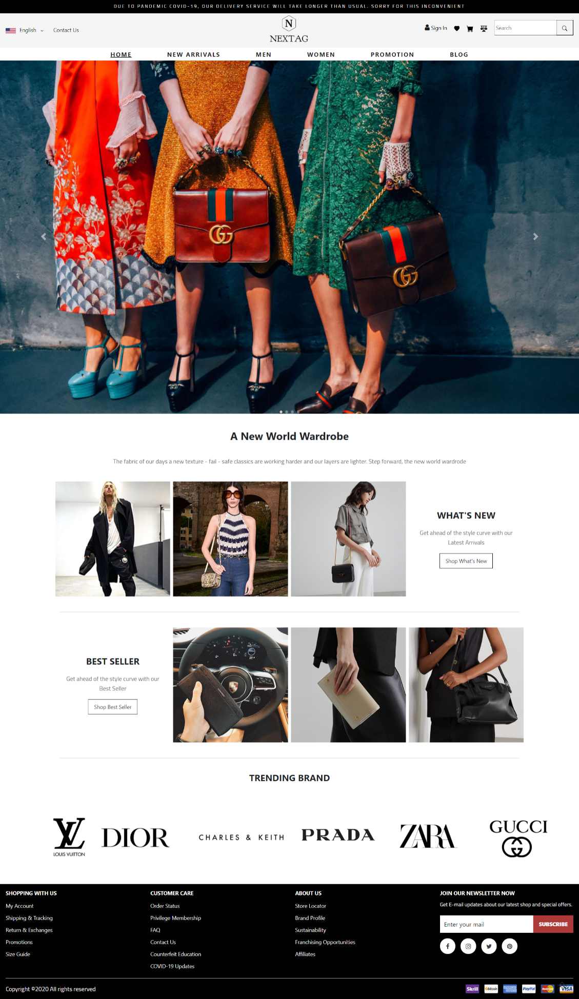 DUE TO PANDEMIC COVID-19, OUR DELIVERY SERVICE WILL TAKE LONGER THAN USUAL. SORRY FOR THIS INCONVENIENT
English
Contact Us
N
NEXTAG
Sign In
Search
HOME
NEW ARRIVALS
MEN
WOMEN
PROMOTION
BLOG
A New World Wardrobe
The fabric of our days a new texture - fail - safe classics are working harder and our layers are lighter. Step forward, the new world wardrode
WHAT'S NEW
Get ahead of the style curve with our
Latest Arrivals
Shop What's New
BEST SELLER
Get ahead of the style curve with our
Best Seller
Shop Best Seller
TRENDING BRAND
LV
LOUIS VUITTON
DIOR
CHARLES & KEITH
PRADA
ZARA
GUCCI
SHOPPING WITH US
My Account
Shipping & Tracking
Return & Exchanges
Promotions
Size Guide
CUSTOMER CARE
Order Status
Privilege Membership
FAQ
Contact Us
Counterfeit Education
COVID-19 Updates
ABOUT US
Store Locator
Brand Profile
Sustainability
Franchising Opportunities
Affiliates
JOIN OUR NEWSLETTER NOW
Get E-mail updates about our latest shop and special offers.
Enter your mail
SUBSCRIBE
Copyright ©2020 All rights reserved
Skrill
bitcoin
AMERICAN EXPRESS
PayPal
MasterCard
VISA